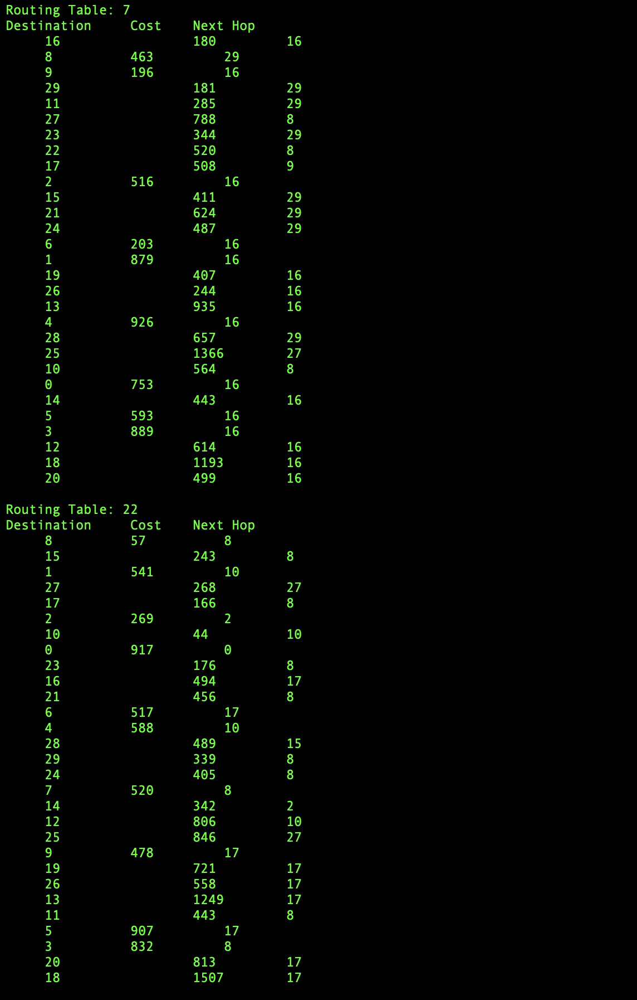 Routing Table: 7
Destination Cost Next Hop
16 180 16
8 463 29
9 196 16
29 181 29
11 285 29
27 788 8
23 344 29
22 520 8
17 508 9
2 516 16
15 411 29
21 624 29
24 487 29
6 203 16
1 879 16
19 407 16
26 244 16
13 935 16
4 926 16
28 657 29
25 1366 27
10 564 8
0 753 16
14 443 16
5 593 16
3 889 16
12 614 16
18 1193 16
20 499 16
Routing Table: 22
Destination Cost Next Hop
8 57 8
15 243 8
1 541 10
27 268 27
17 166 8
2 269 2
10 44 10
0 917 0
23 176 8
16 494 17
21 456 8
6 517 17
4 588 10
28 489 15
29 339 8
24 405 8
7 520 8
14 342 2
12 806 10
25 846 27
9 478 17
19 721 17
26 558 17
13 1249 17
11 443 8
5 907 17
3 832 8
20 813 17
18 1507 17